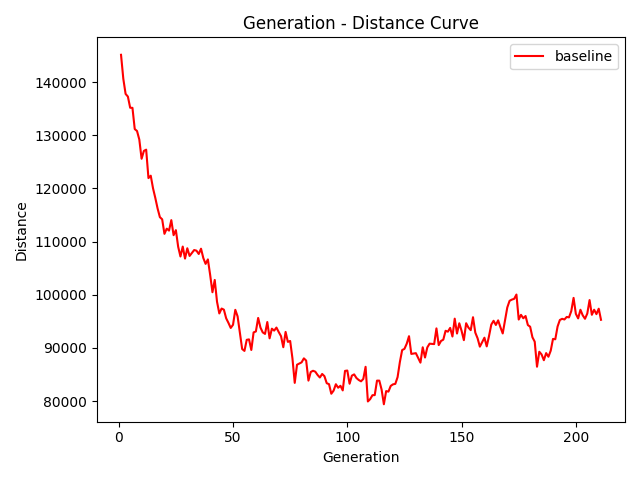 Generation - Distance Curve
baseline
140000
130000
120000
110000
100000
90000
80000
Distance
0 50 100 150 200
Generation